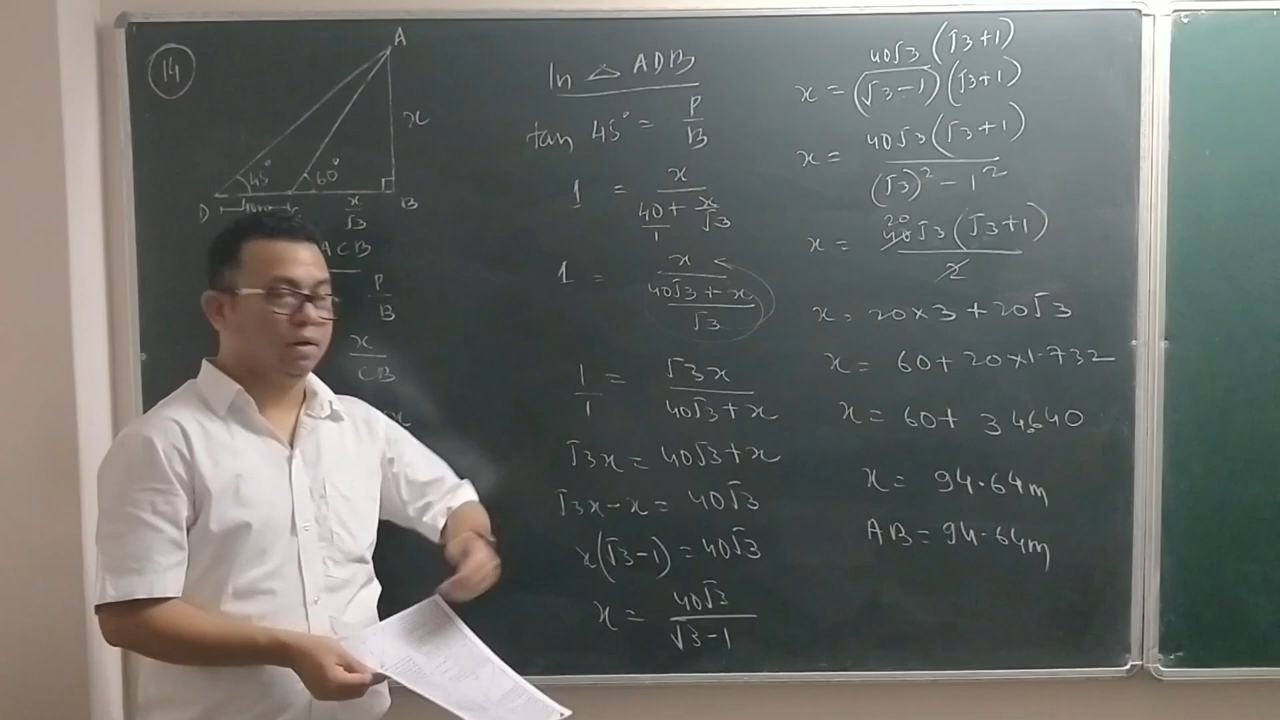 14
A
x
45°
60°
D
B
x/√3
ACB
P/B
x/CB
x
In △ ADB
tan 45° = P/B
1 = x/(40/1 + x/√3)
1 = x/((40√3 + x)/√3)
1/1 = √3x/(40√3 + x)
√3x = 40√3 + x
√3x - x = 40√3
x(√3 - 1) = 40√3
x = 40√3/(√3 - 1)
x = 40√3 (√3 + 1)/(√3 - 1)(√3 + 1)
x = 40√3 (√3 + 1)/((√3)² - 1²)
x = 20 40√3 (√3 + 1)/2
x = 20 × 3 + 20√3
x = 60 + 20 × 1.732
x = 60 + 34.640
x = 94.64 m
AB = 94.64 m